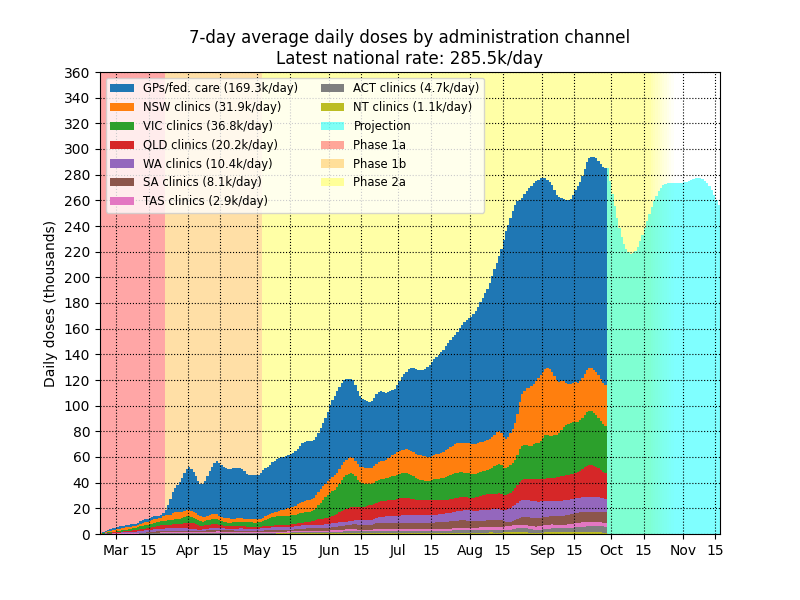 7-day average daily doses by administration channel
Latest national rate: 285.5k/day
Daily doses (thousands)
360
340
320
300
280
260
240
220
200
180
160
140
120
100
80
60
40
20
0
GPs/fed. care (169.3k/day)
NSW clinics (31.9k/day)
VIC clinics (36.8k/day)
QLD clinics (20.2k/day)
WA clinics (10.4k/day)
SA clinics (8.1k/day)
TAS clinics (2.9k/day)
ACT clinics (4.7k/day)
NT clinics (1.1k/day)
Projection
Phase 1a
Phase 1b
Phase 2a
Mar 15 Apr 15 May 15 Jun 15 Jul 15 Aug 15 Sep 15 Oct 15 Nov 15